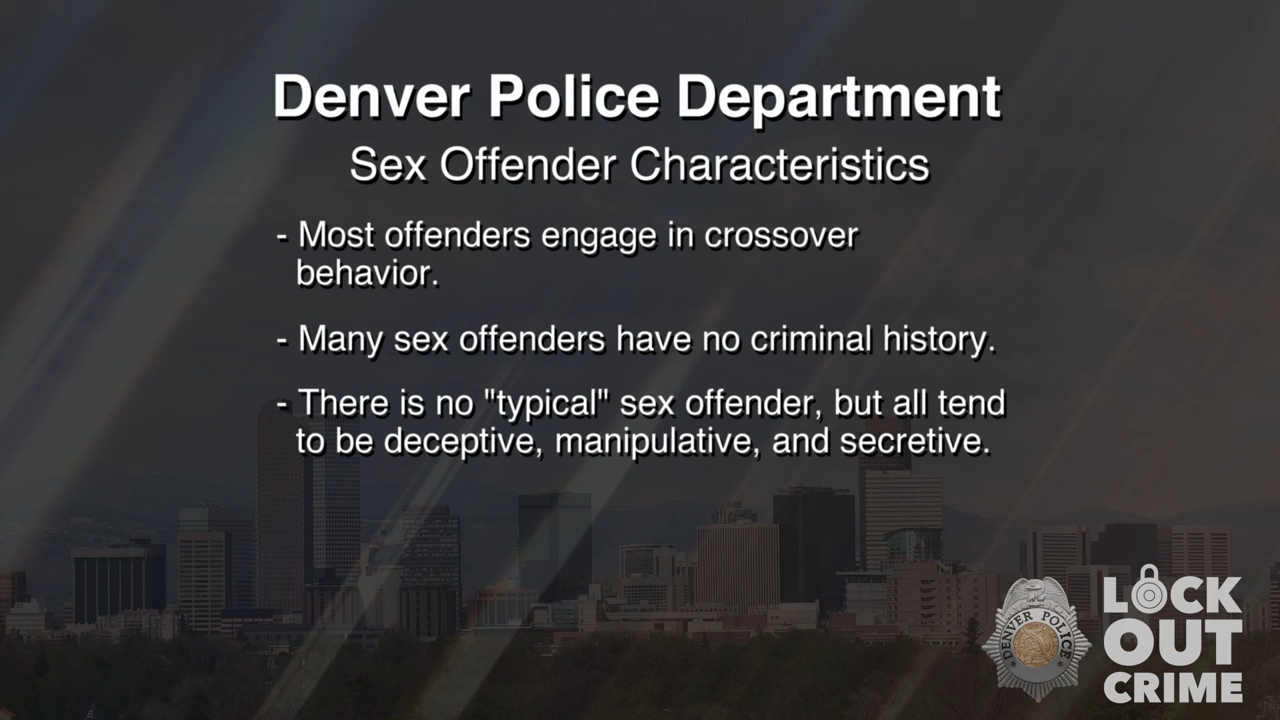 Denver Police Department
Sex Offender Characteristics
- Most offenders engage in crossover
behavior.
- Many sex offenders have no criminal history.
- There is no "typical" sex offender, but all tend
to be deceptive, manipulative, and secretive.
DENVER POLICE
LOCK
OUT
CRIME